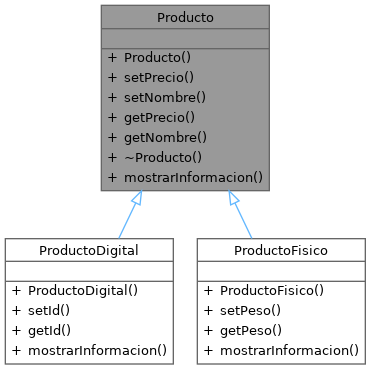 Producto
+ Producto()
+ setPrecio()
+ setNombre()
+ getPrecio()
+ getNombre()
+ ~Producto()
+ mostrarInformacion()
ProductoDigital
+ ProductoDigital()
+ setId()
+ getId()
+ mostrarInformacion()
ProductoFisico
+ ProductoFisico()
+ setPeso()
+ getPeso()
+ mostrarInformacion()